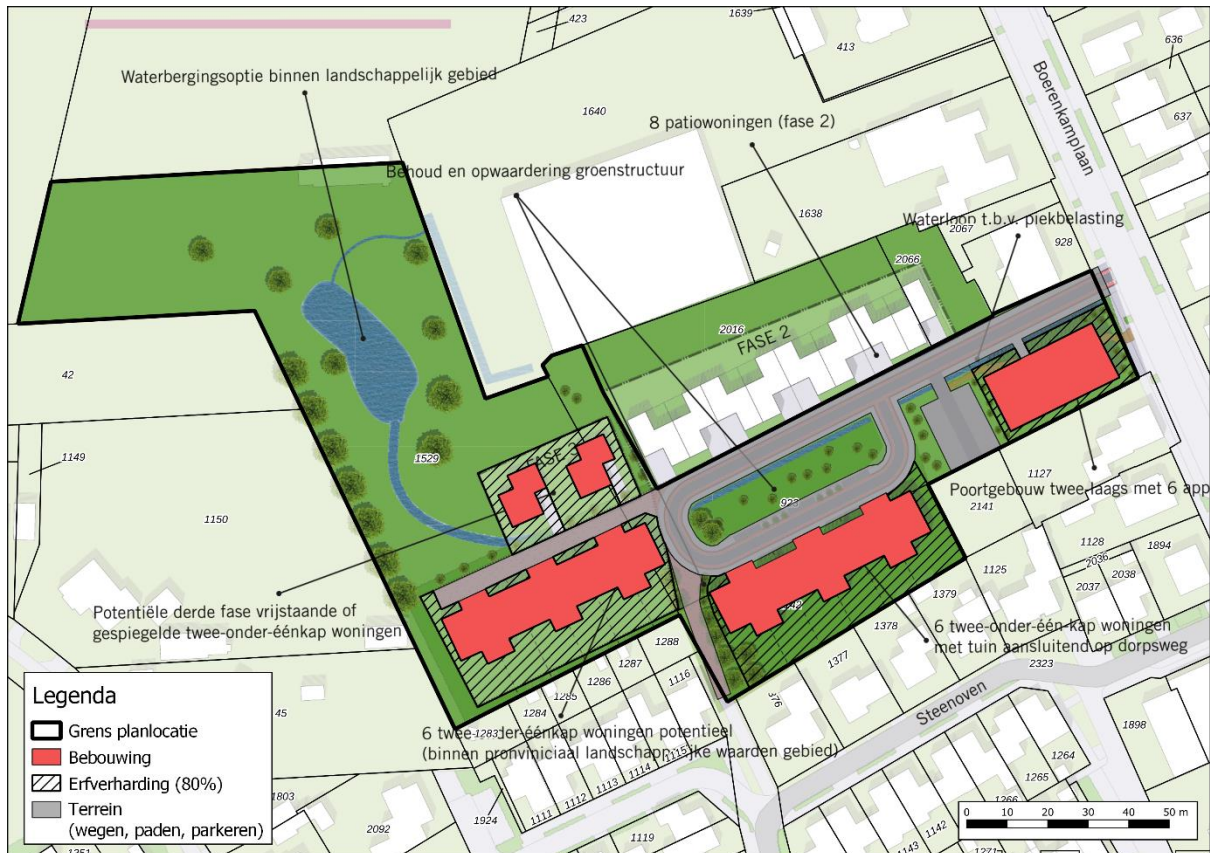 423
1639
413
636
637
Boerenkamplaan
Waterbergingsoptie binnen landschappelijk gebied
1640
8 patiowoningen (fase 2)
Behoud en opwaardering groenstructuur
1638
Waterloop t.b.v. piekbelasting
2067
928
2066
2016
FASE 2
42
1149
1529
FASE 3
1150
1127
Poortgebouw twee laags met 6 app
2141
1128
1894
2038
2037
1125
1379
1378
1377
Potentiële derde fase vrijstaande of
gespiegelde twee-onder-éénkap woningen
6 twee-onder-één-kap woningen
met tuin aansluitend op dorpsweg
2323
1288
1287
1286
1285
1284
1283
1116
Steenoven
45
6 twee-onder-éénkap woningen potentieel
(binnen pronviniciaal landschappelijke waarden gebied)
1115
1114
1113
1112
1111
1898
1264
1265
1266
1803
2092
1924
1119
1142
1143
1271
1251
Legenda
Grens planlocatie
Bebouwing
Erfverharding (80%)
Terrein
(wegen, paden, parkeren)
0 10 20 30 40 50 m